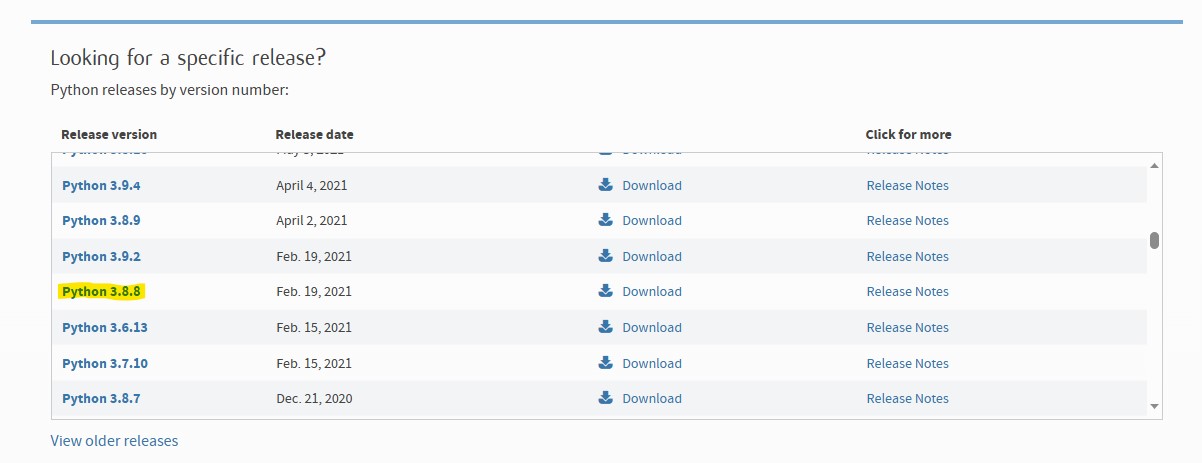 Looking for a specific release?
Python releases by version number:
Release version Release date Click for more
Download Release Notes
Python 3.9.4 April 4, 2021 Download Release Notes
Python 3.8.9 April 2, 2021 Download Release Notes
Python 3.9.2 Feb. 19, 2021 Download Release Notes
Python 3.8.8 Feb. 19, 2021 Download Release Notes
Python 3.6.13 Feb. 15, 2021 Download Release Notes
Python 3.7.10 Feb. 15, 2021 Download Release Notes
Python 3.8.7 Dec. 21, 2020 Download Release Notes
View older releases